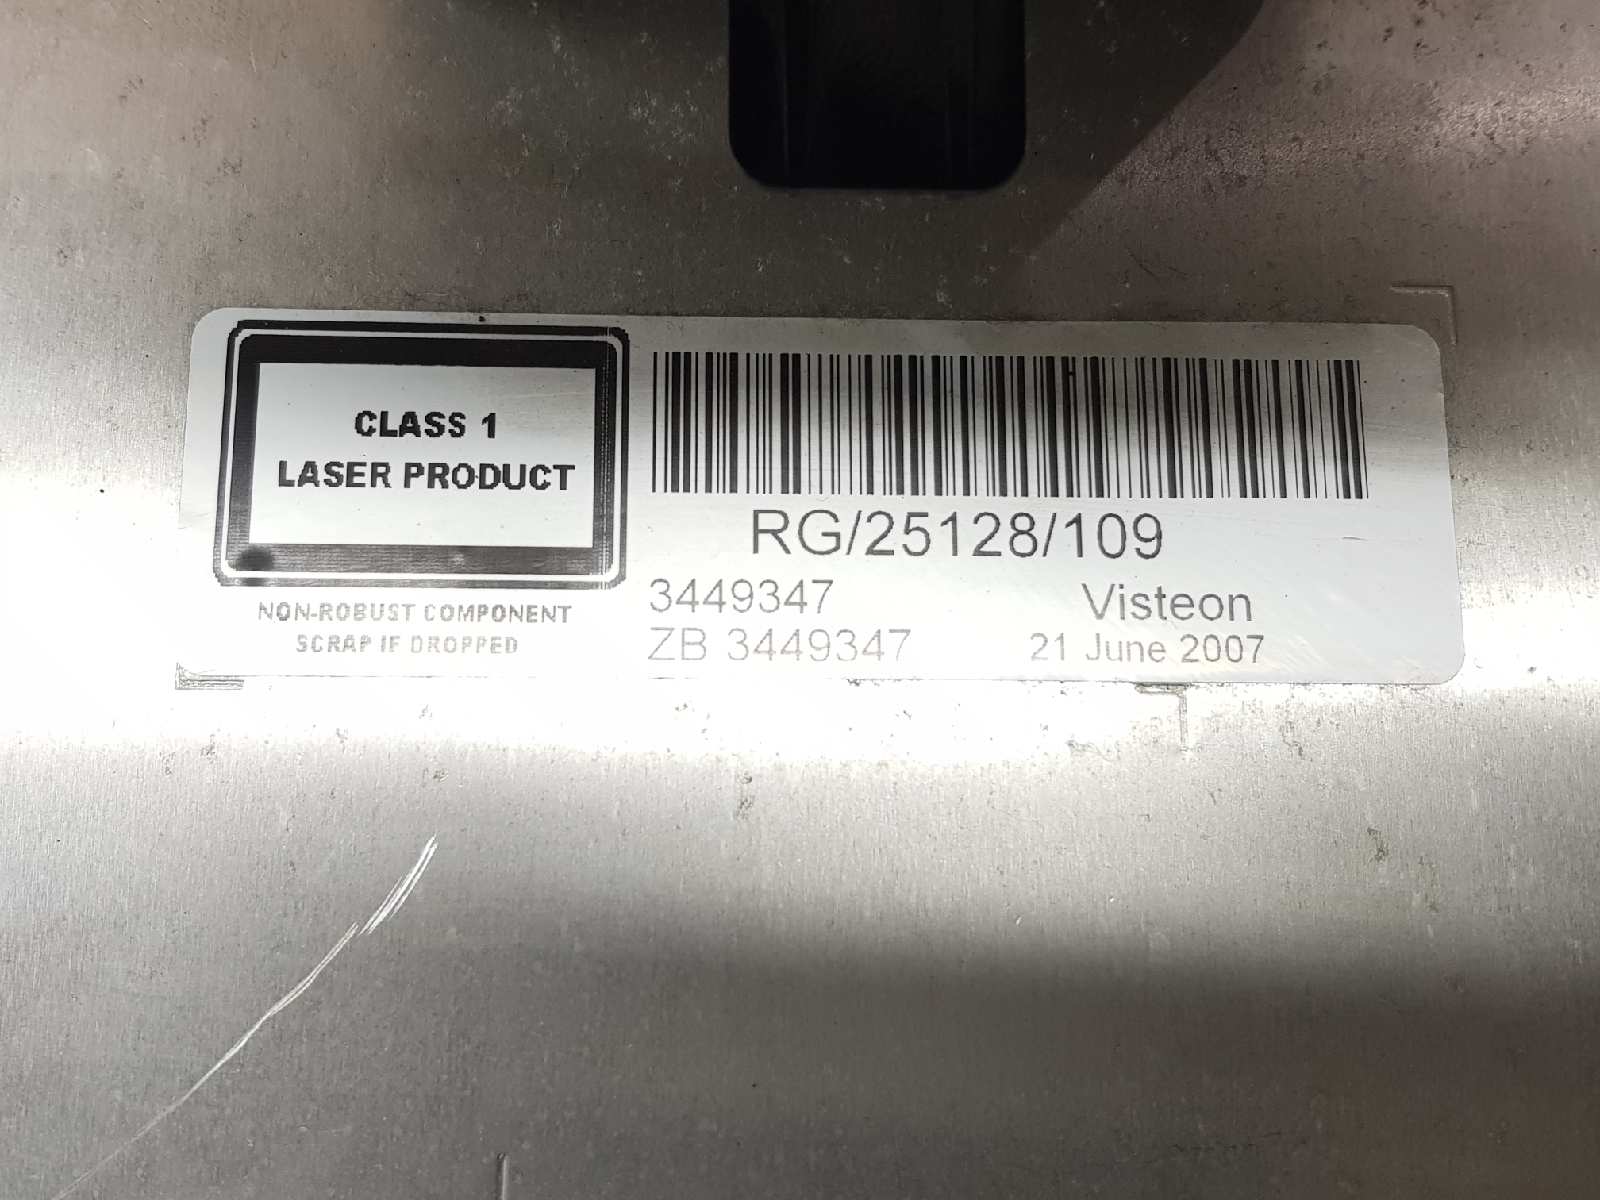 CLASS 1
LASER PRODUCT
NON-ROBUST COMPONENT
SCRAP IF DROPPED
RG/25128/109
3449347
Visteon
ZB 3449347
21 June 2007